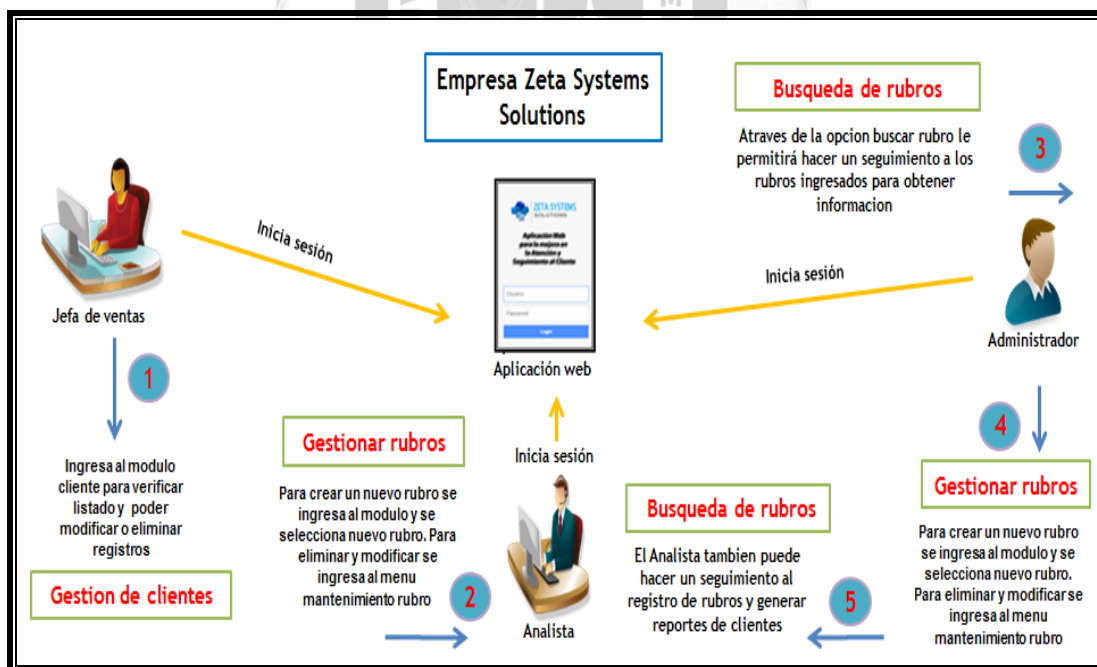 Empresa Zeta Systems
Solutions
Busqueda de rubros
Atraves de la opcion buscar rubro le
permitirá hacer un seguimiento a los
rubros ingresados para obtener
informacion
3
Inicia sesión
Jefa de ventas
ZETA SYSTEMS
SOLUTIONS
Aplicación Web
para la mejora en
la Atención y
Seguimiento al Cliente
Usuario
Password
Login
Aplicación web
Inicia sesión
Administrador
1
Ingresa al modulo
cliente para verificar
listado y poder
modificar o eliminar
registros
Gestion de clientes
Gestionar rubros
Para crear un nuevo rubro se
ingresa al modulo y se
selecciona nuevo rubro. Para
eliminar y modificar se
ingresa al menu
mantenimiento rubro
2
Inicia sesión
Analista
Busqueda de rubros
El Analista tambien puede
hacer un seguimiento al
registro de rubros y generar
reportes de clientes
5
4
Gestionar rubros
Para crear un nuevo rubro
se ingresa al modulo y se
selecciona nuevo rubro.
Para eliminar y modificar se
ingresa al menu
mantenimiento rubro